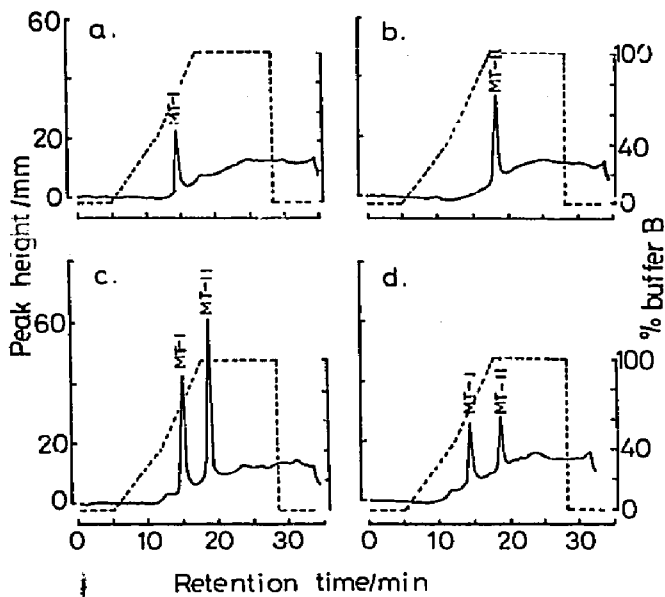 60
20
0
a.
MT-I
b.
MT-II
100
40
0
Peak height/mm
% buffer B
60
20
0
c.
MT-I
MT-II
d.
MT-I
MT-II
100
40
0
0 10 20 30
0 10 20 30
Retention time/min